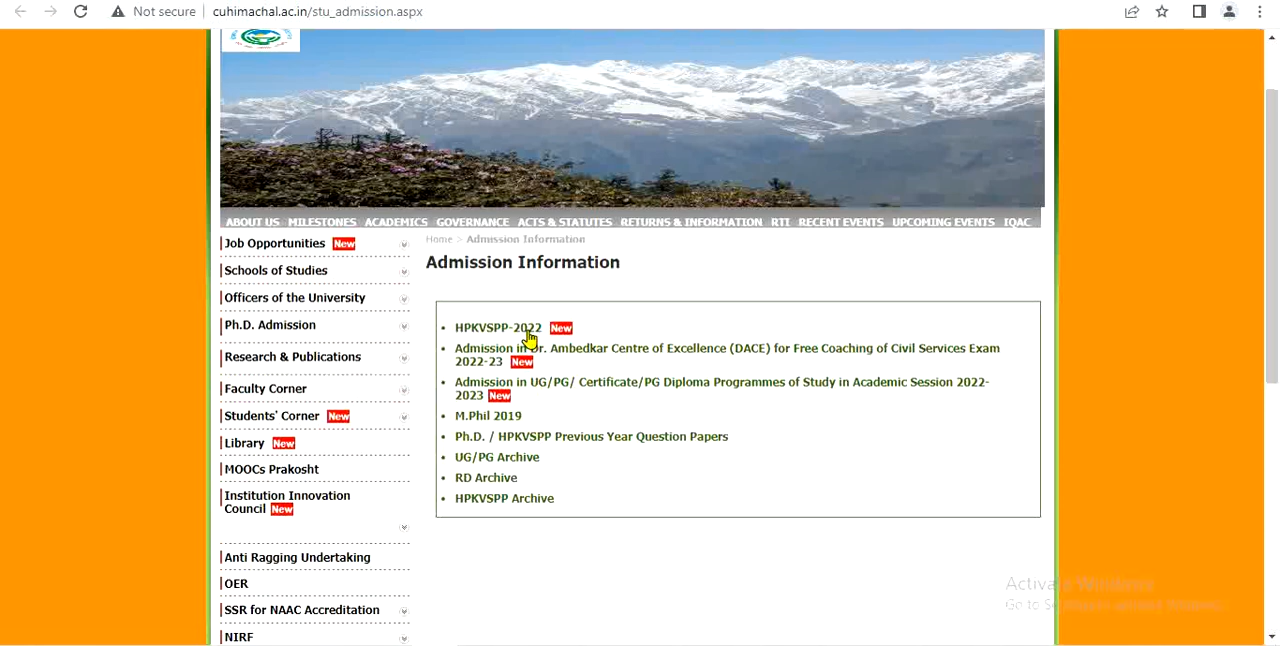 Not secure
cuhimachal.ac.in/stu_admission.aspx
ABOUT US MILESTONES ACADEMICS GOVERNANCE ACTS & STATUTES RETURNS & INFORMATION RTI RECENT EVENTS UPCOMING EVENTS IQAC
Job Opportunities New
Schools of Studies
Officers of the University
Ph.D. Admission
Research & Publications
Faculty Corner
Students' Corner New
Library New
MOOCs Prakosht
Institution Innovation
Council New
Anti Ragging Undertaking
OER
SSR for NAAC Accreditation
NIRF
Home > Admission Information
Admission Information
• HPKVSPP-2022 New
• Admission in Dr. Ambedkar Centre of Excellence (DACE) for Free Coaching of Civil Services Exam
2022-23 New
• Admission in UG/PG/ Certificate/PG Diploma Programmes of Study in Academic Session 2022-
2023 New
• M.Phil 2019
• Ph.D. / HPKVSPP Previous Year Question Papers
• UG/PG Archive
• RD Archive
• HPKVSPP Archive
Activate Windows
Go to